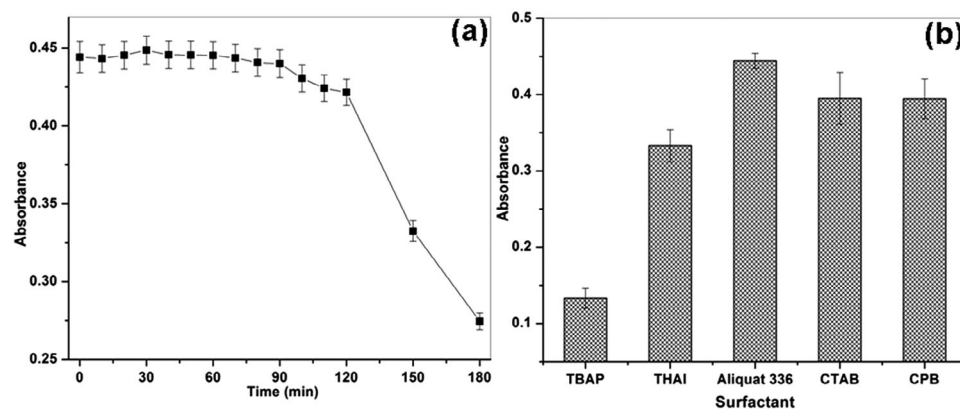 (a)
0.45
0.40
0.35
0.30
0.25
Absorbance
0 30 60 90 120 150 180
Time (min)
(b)
0.5
0.4
0.3
0.2
0.1
Absorbance
TBAP THAI Aliquat 336 CTAB CPB
Surfactant